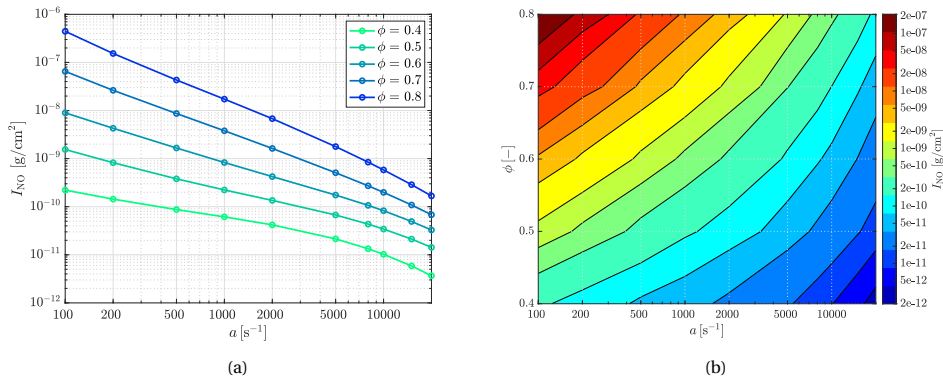 10⁻⁶
10⁻⁷
10⁻⁸
10⁻⁹
10⁻¹⁰
10⁻¹¹
10⁻¹²
I_NO [g/cm²]
100 200 500 1000 2000 5000 10000
a [s⁻¹]
ϕ = 0.4
ϕ = 0.5
ϕ = 0.6
ϕ = 0.7
ϕ = 0.8
(a)
0.8
0.7
0.6
0.5
0.4
ϕ [−]
100 200 500 1000 2000 5000 10000
a [s⁻¹]
2e-07
1e-07
5e-08
2e-08
1e-08
5e-09
2e-09
1e-09
5e-10
2e-10
1e-10
5e-11
2e-11
1e-11
5e-12
2e-12
I_NO [g/cm²]
(b)